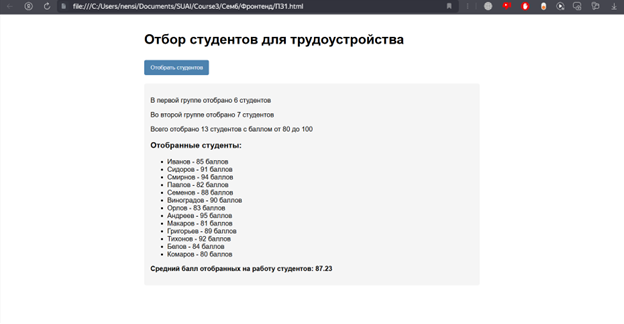 file:///C:/Users/nensi/Documents/SUAI/Course3/Семб/Фронтенд/ПЗ1.html
Отбор студентов для трудоустройства
Отобрать студентов
В первой группе отобрано 6 студентов
Во второй группе отобрано 7 студентов
Всего отобрано 13 студентов с баллом от 80 до 100
Отобранные студенты:
Иванов - 85 баллов
Сидоров - 91 баллов
Смирнов - 94 баллов
Павлов - 82 баллов
Семенов - 88 баллов
Виноградов - 90 баллов
Орлов - 83 баллов
Андреев - 95 баллов
Макаров - 81 баллов
Григорьев - 89 баллов
Тихонов - 92 баллов
Белов - 84 баллов
Комаров - 80 баллов
Средний балл отобранных на работу студентов: 87.23